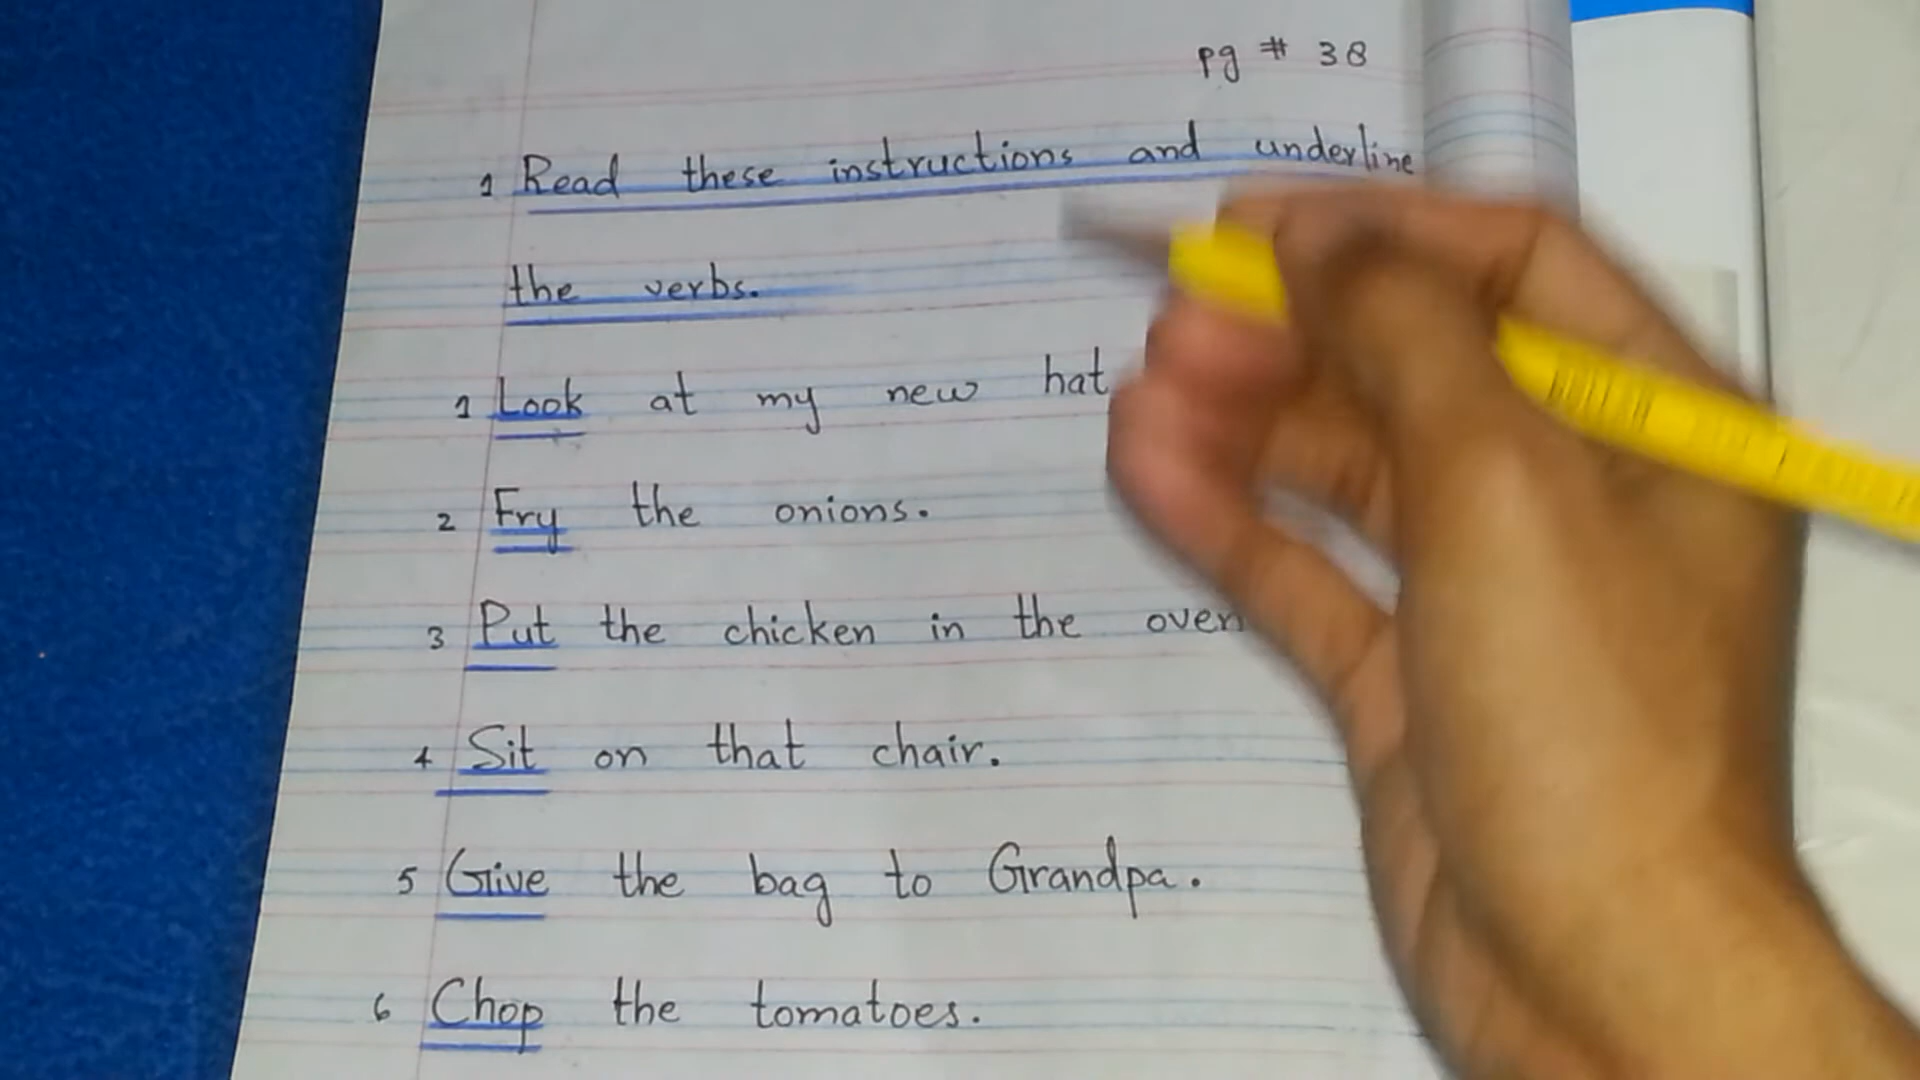 pg # 38
1 Read these instructions and underline
the verbs.
1 Look at my new hat
2 Fry the onions.
3 Put the chicken in the oven
4 Sit on that chair.
5 Give the bag to Grandpa.
6 Chop the tomatoes.